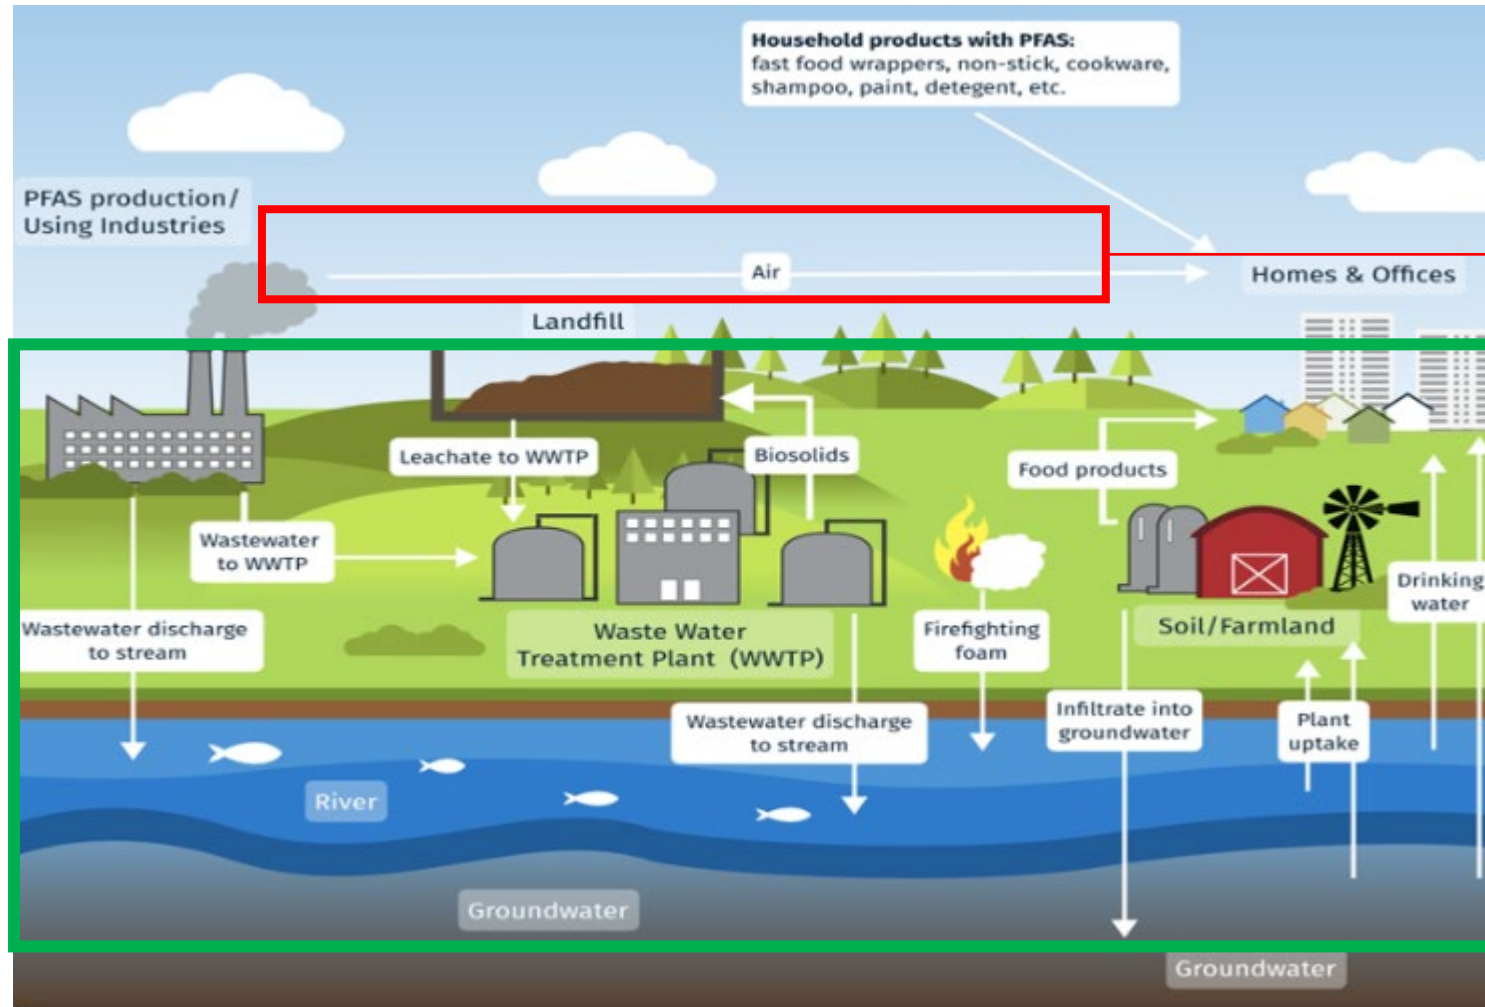 Household products with PFAS:
fast food wrappers, non-stick, cookware,
shampoo, paint, detegent, etc.
PFAS production/
Using Industries
Air
Homes & Offices
Landfill
Leachate to WWTP
Biosolids
Food products
Wastewater
to WWTP
Drinking
water
Wastewater discharge
to stream
Waste Water
Treatment Plant (WWTP)
Firefighting
foam
Soil/Farmland
Wastewater discharge
to stream
Infiltrate into
groundwater
Plant
uptake
River
Groundwater
Groundwater